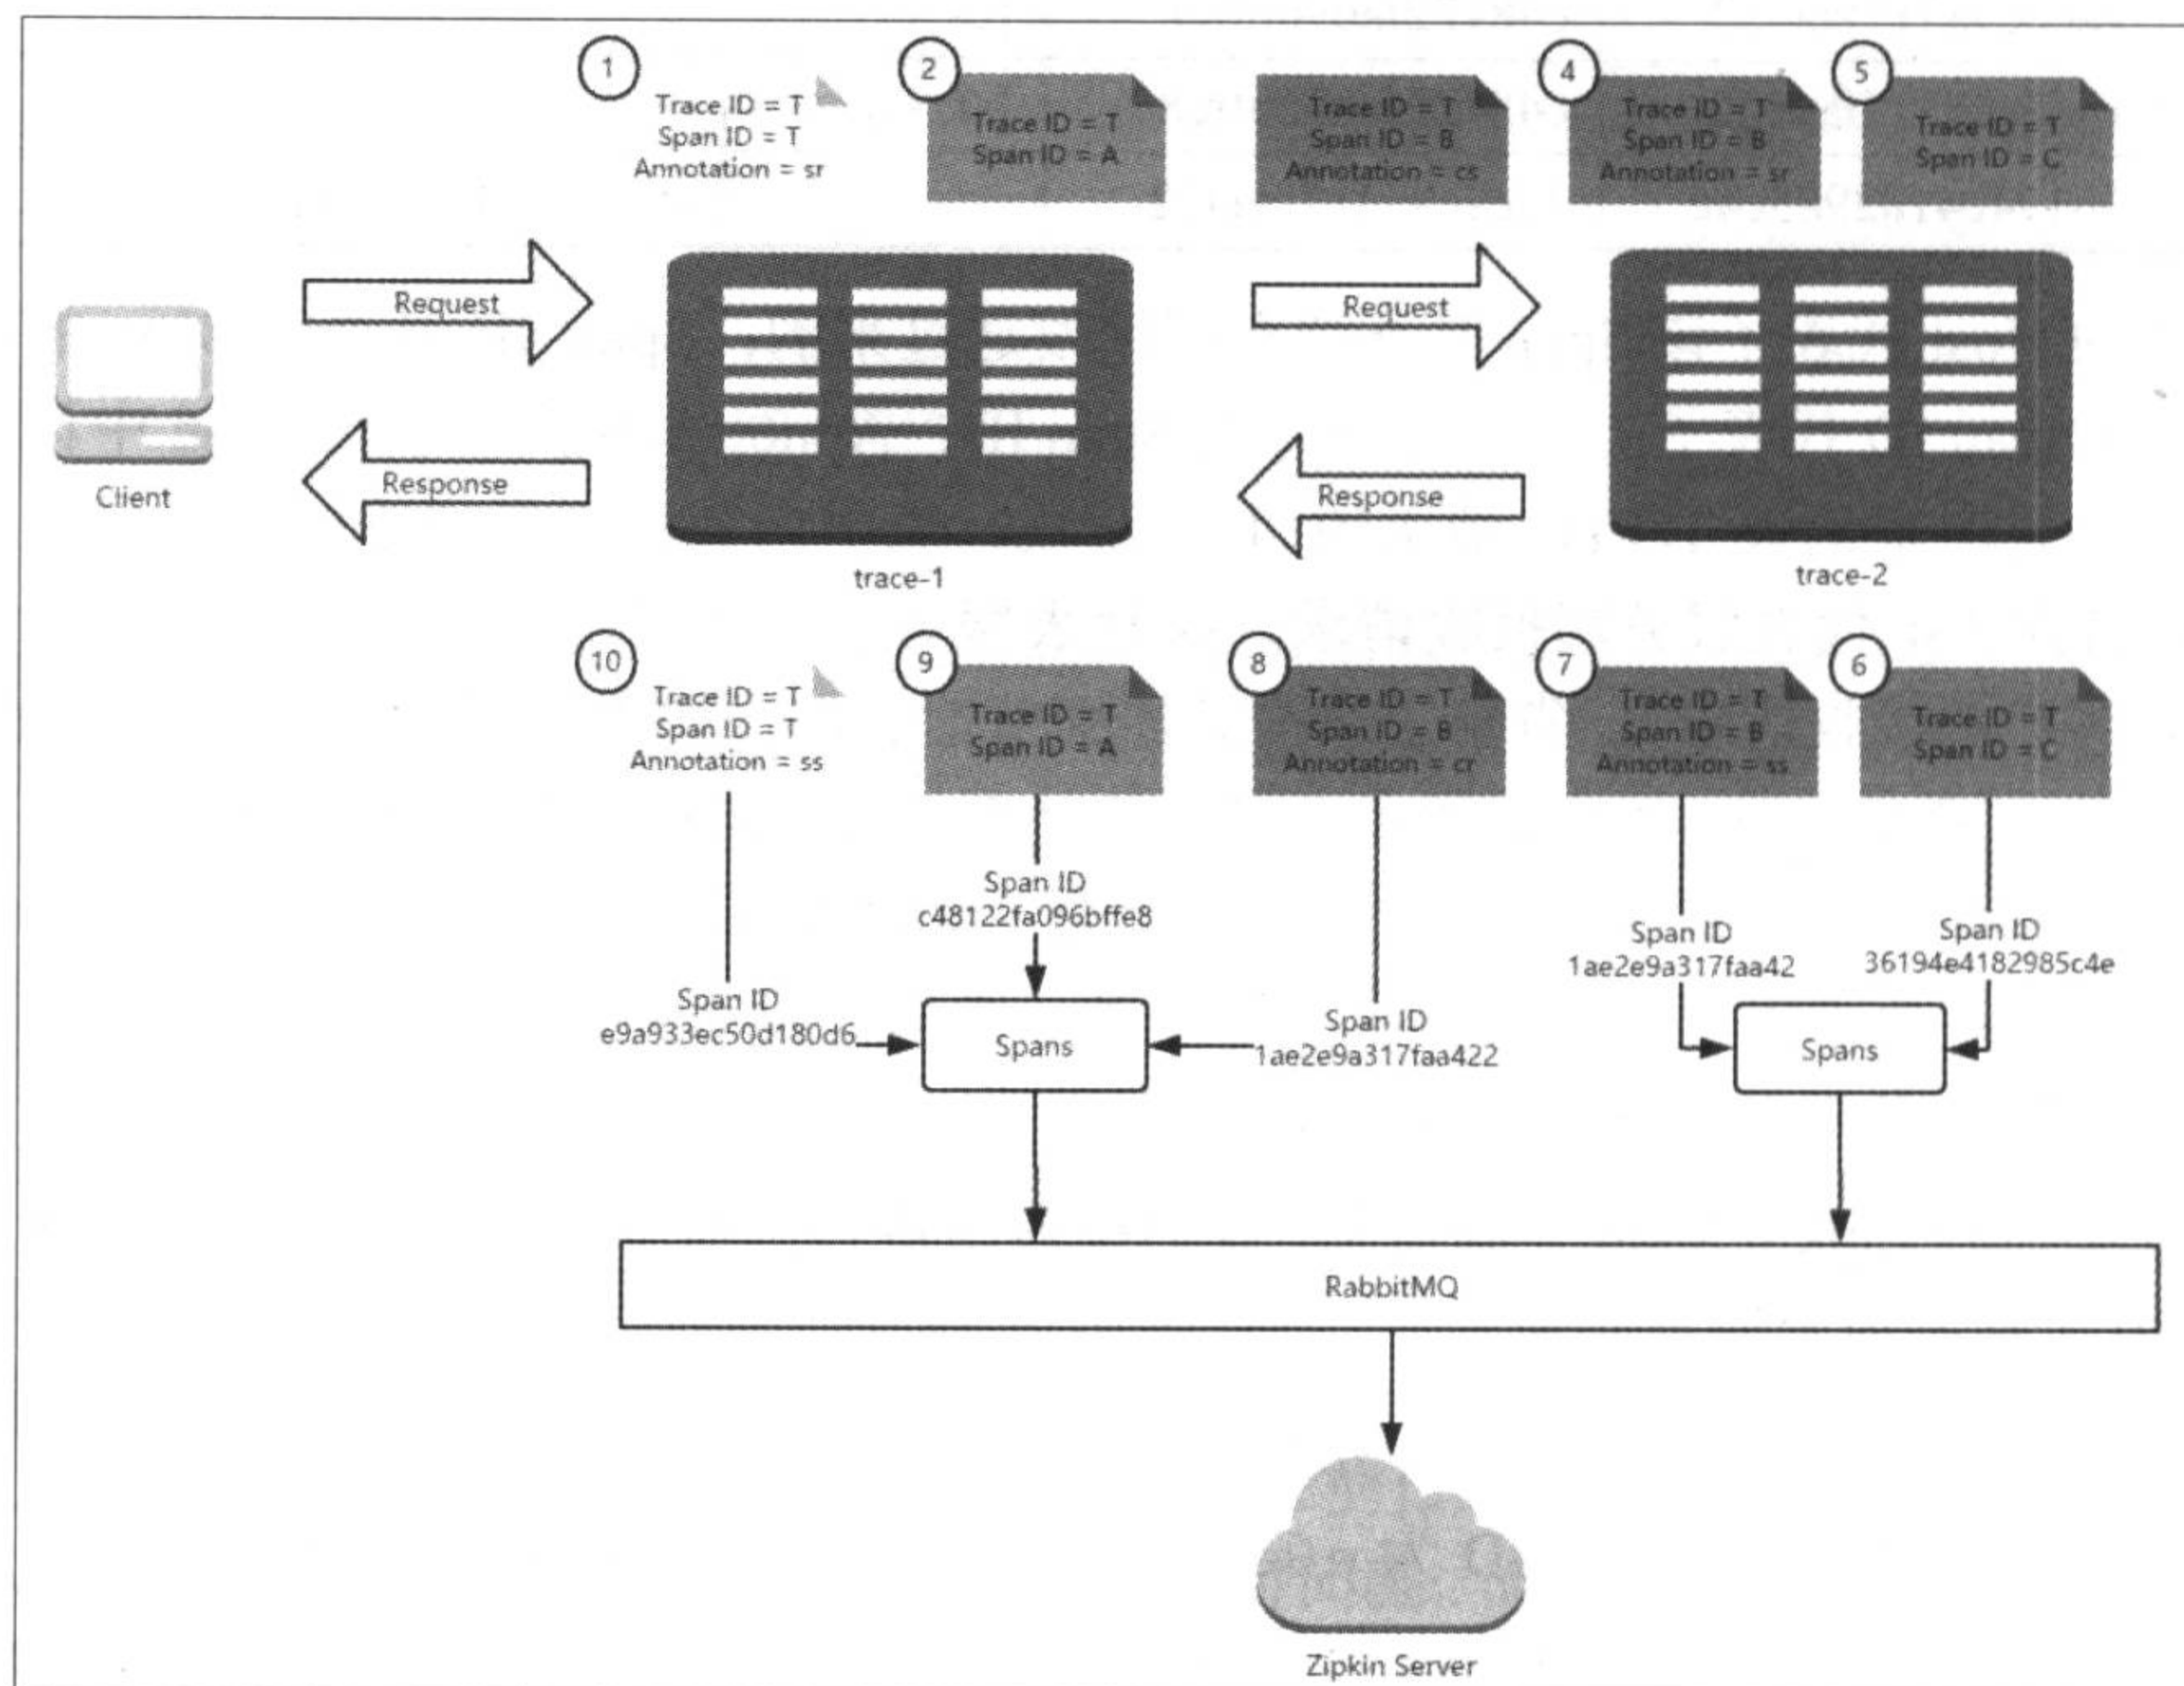 1
Trace ID = T
Span ID = T
Annotation = sr
2
Trace ID = T
Span ID = A
Trace ID = T
Span ID = B
Annotation = cs
4
Trace ID = T
Span ID = B
Annotation = sr
5
Trace ID = T
Span ID = C
Request
Request
Response
Response
Client
trace-1
trace-2
10
Trace ID = T
Span ID = T
Annotation = ss
9
Trace ID = T
Span ID = A
8
Trace ID = T
Span ID = B
Annotation = cr
7
Trace ID = T
Span ID = B
Annotation = ss
6
Trace ID = T
Span ID = C
Span ID
c48122fa096bffe8
Span ID
1ae2e9a317faa42
Span ID
36194e4182985c4e
Span ID
e9a933ec50d180d6
Spans
Span ID
1ae2e9a317faa422
Spans
RabbitMQ
Zipkin Server